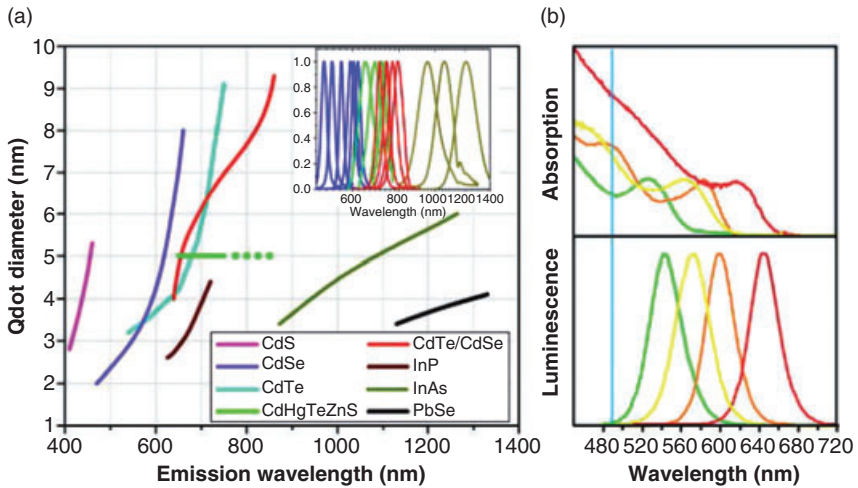 (a)
10
9
8
7
6
5
4
3
2
1
Qdot diameter (nm)
400 600 800 1000 1200 1400
Emission wavelength (nm)
1.0
0.8
0.6
0.4
0.2
0.0
600 800 1000 1200 1400
Wavelength (nm)
CdS
CdSe
CdTe
CdHgTeZnS
CdTe/CdSe
InP
InAs
PbSe
(b)
Absorption
Luminescence
480 520 560 600 640 680 720
Wavelength (nm)